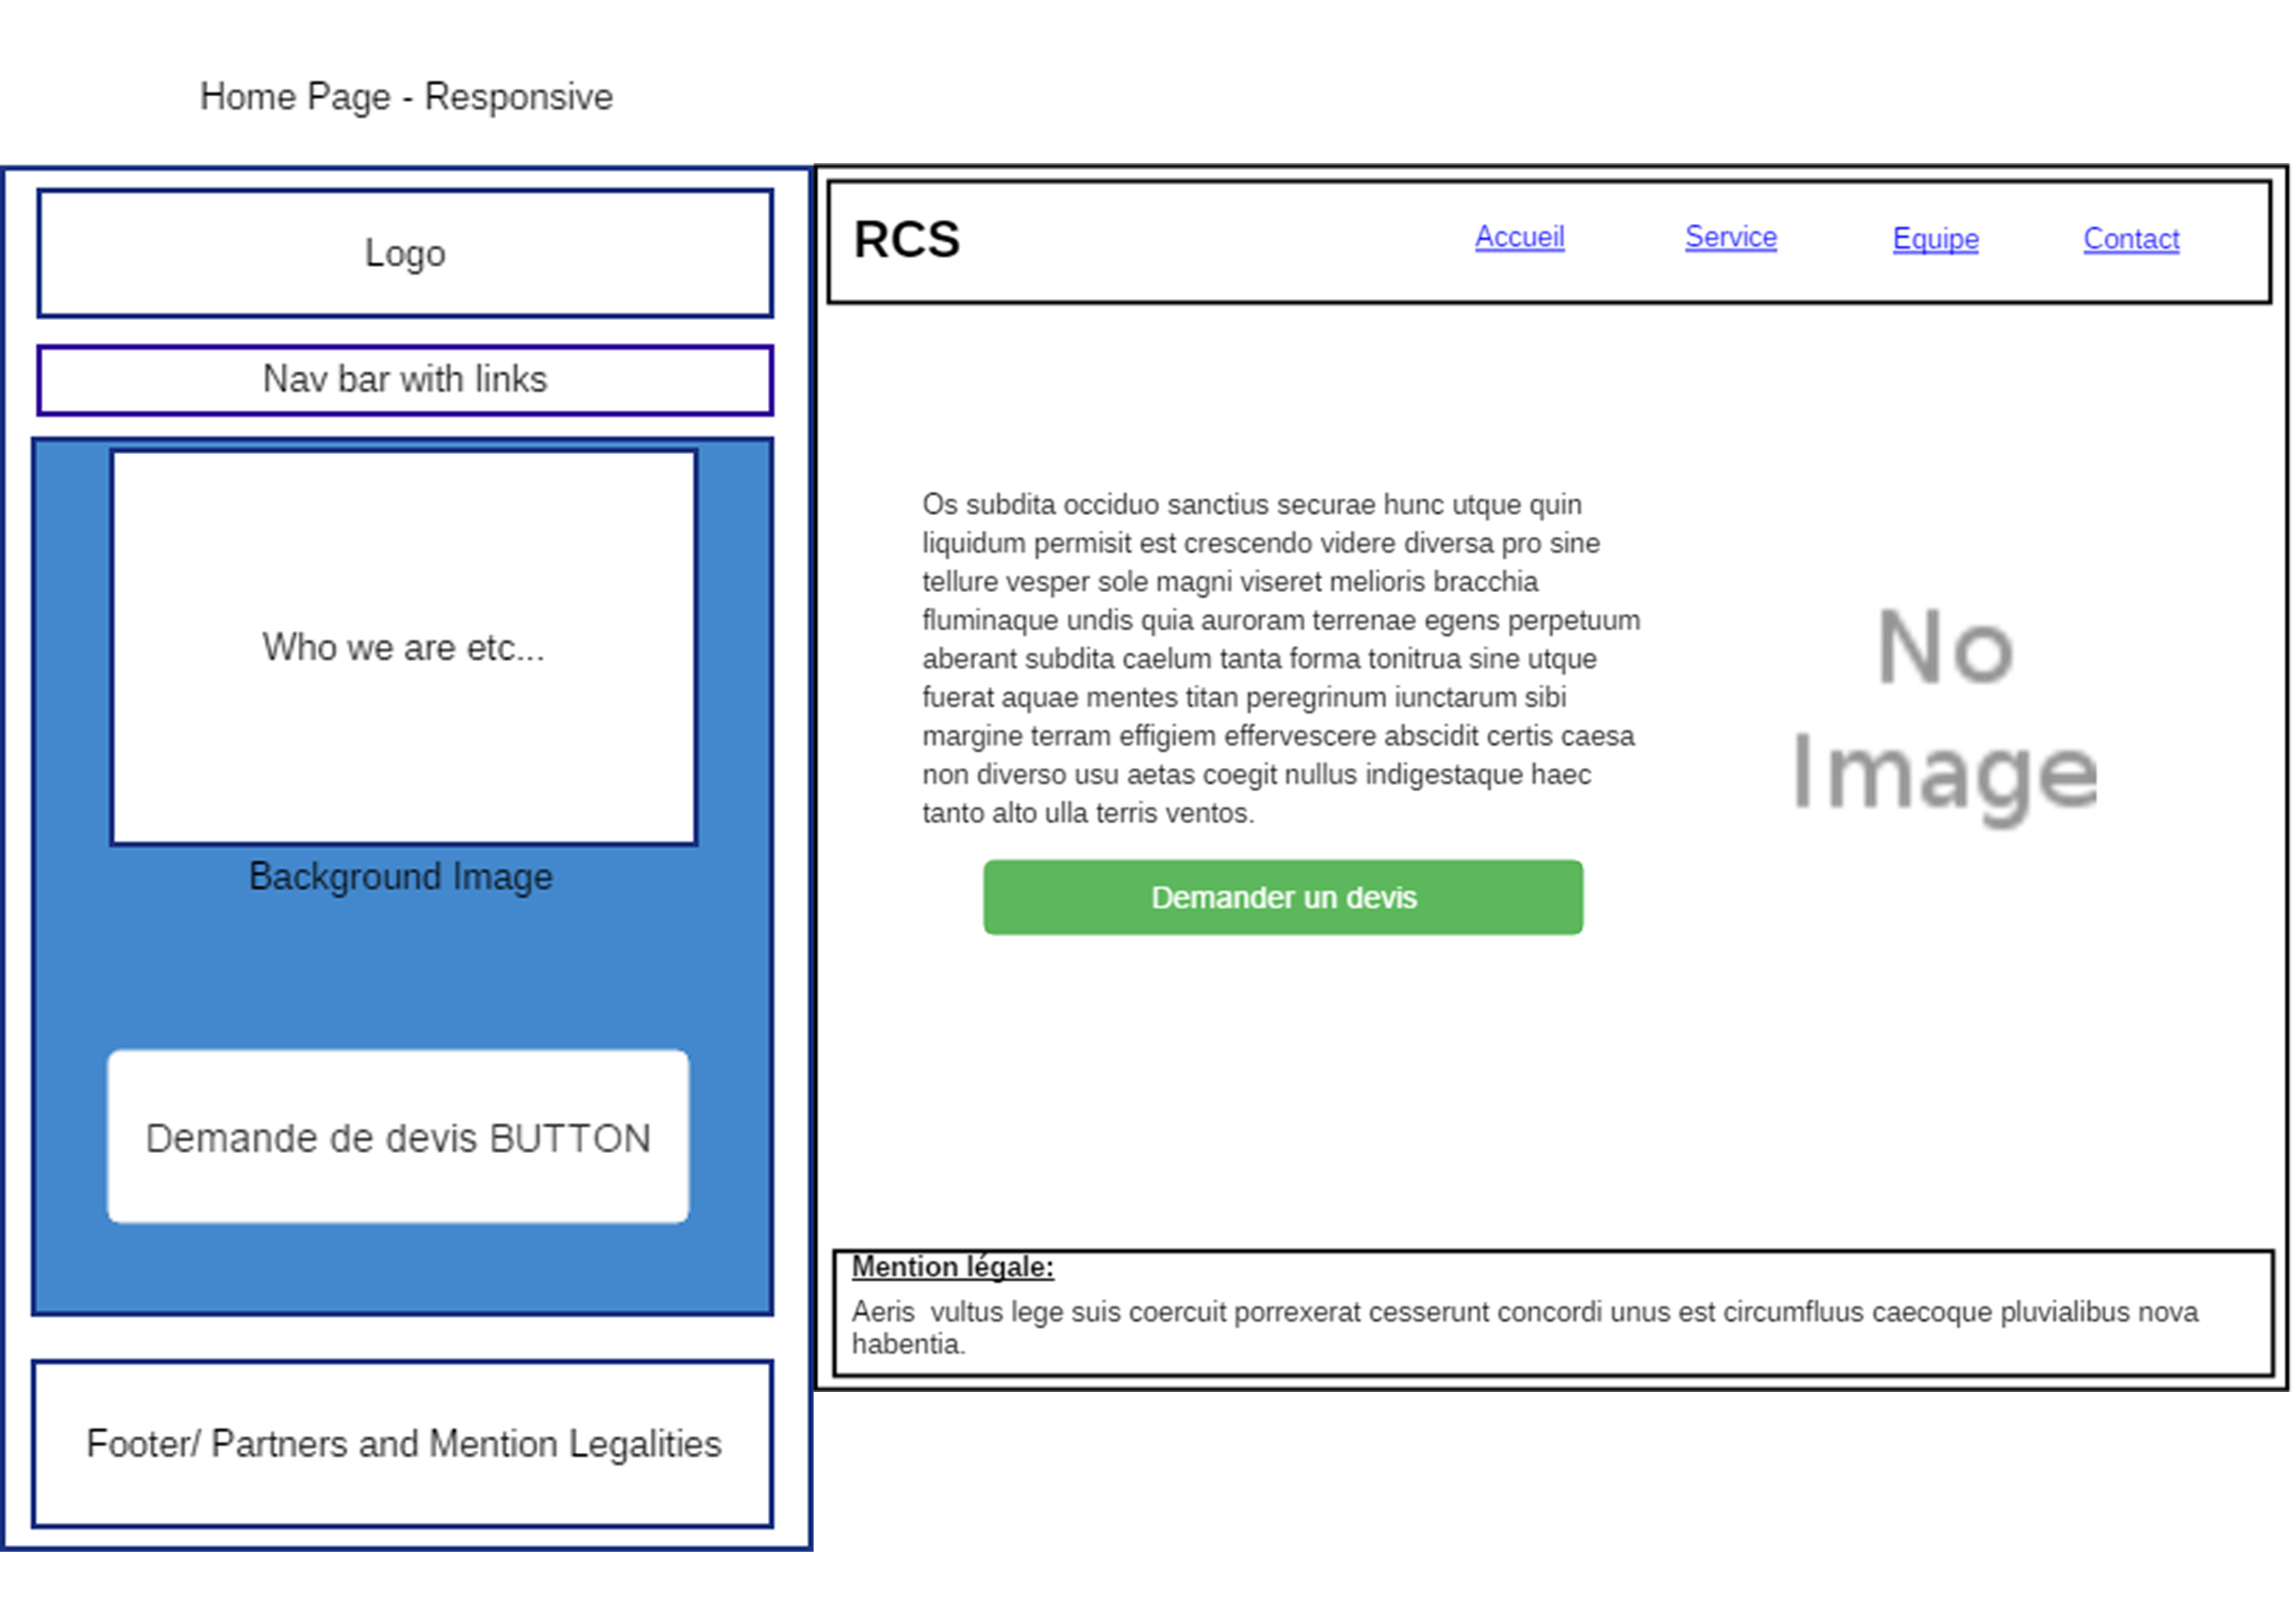 Home Page - Responsive
Logo
Nav bar with links
Who we are etc...
Background Image
Demande de devis BUTTON
Footer/ Partners and Mention Legalities
RCS
Accueil Service Equipe Contact
Os subdita occiduo sanctius securae hunc utque quin
liquidum permisit est crescendo videre diversa pro sine
tellure vesper sole magni viseret melioris bracchia
fluminaque undis quia auroram terrenae egens perpetuum
aberant subdita caelum tanta forma tonitrua sine utque
fuerat aquae mentes titan peregrinum iunctarum sibi
margine terram effigiem effervescere abscidit certis caesa
non diverso usu aetas coegit nullus indigestaque haec
tanto alto ulla terris ventos.
Demander un devis
No
Image
Mention légale:
Aeris  vultus lege suis coercuit porrexerat cesserunt concordi unus est circumfluus caecoque pluvialibus nova
habentia.